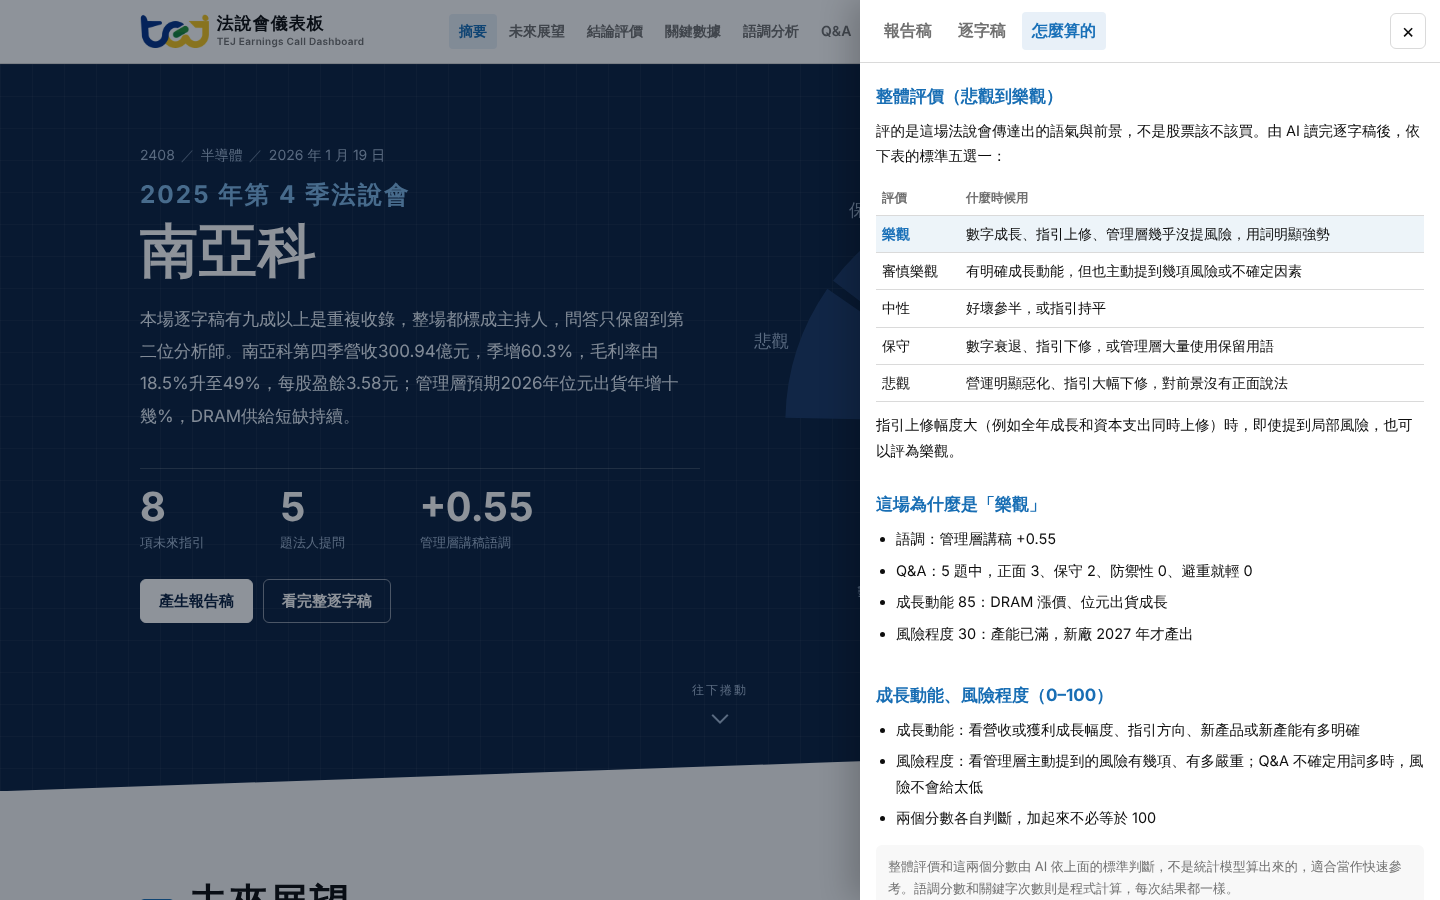 tej 法說會儀表板
TEJ Earnings Call Dashboard
摘要 未來展望 結論評價 關鍵數據 語調分析 Q&A
2408 ／ 半導體 ／ 2026 年 1 月 19 日
2025 年第 4 季法說會
南亞科
本場逐字稿有九成以上是重複收錄，整場都標成主持人，問答只保留到第
二位分析師。南亞科第四季營收300.94億元，季增60.3%，毛利率由
18.5%升至49%，每股盈餘3.58元；管理層預期2026年位元出貨年增十
幾%，DRAM供給短缺持續。
8 5 +0.55
項未來指引 題法人提問 管理層講稿語調
產生報告稿 看完整逐字稿
悲觀
往下捲動
未來展望
報告稿 逐字稿 怎麼算的 ×
整體評價（悲觀到樂觀）
評的是這場法說會傳達出的語氣與前景，不是股票該不該買。由 AI 讀完逐字稿後，依
下表的標準五選一：
評價 什麼時候用
樂觀 數字成長、指引上修、管理層幾乎沒提風險，用詞明顯強勢
審慎樂觀 有明確成長動能，但也主動提到幾項風險或不確定因素
中性 好壞參半，或指引持平
保守 數字衰退、指引下修，或管理層大量使用保留用語
悲觀 營運明顯惡化、指引大幅下修，對前景沒有正面說法
指引上修幅度大（例如全年成長和資本支出同時上修）時，即使提到局部風險，也可
以評為樂觀。
這場為什麼是「樂觀」
語調：管理層講稿 +0.55
Q&A：5 題中，正面 3、保守 2、防禦性 0、避重就輕 0
成長動能 85：DRAM 漲價、位元出貨成長
風險程度 30：產能已滿，新廠 2027 年才產出
成長動能、風險程度（0–100）
成長動能：看營收或獲利成長幅度、指引方向、新產品或新產能有多明確
風險程度：看管理層主動提到的風險有幾項、有多嚴重；Q&A 不確定用詞多時，風
險不會給太低
兩個分數各自判斷，加起來不必等於 100
整體評價和這兩個分數由 AI 依上面的標準判斷，不是統計模型算出來的，適合當作快速參
考。語調分數和關鍵字次數則是程式計算，每次結果都一樣。